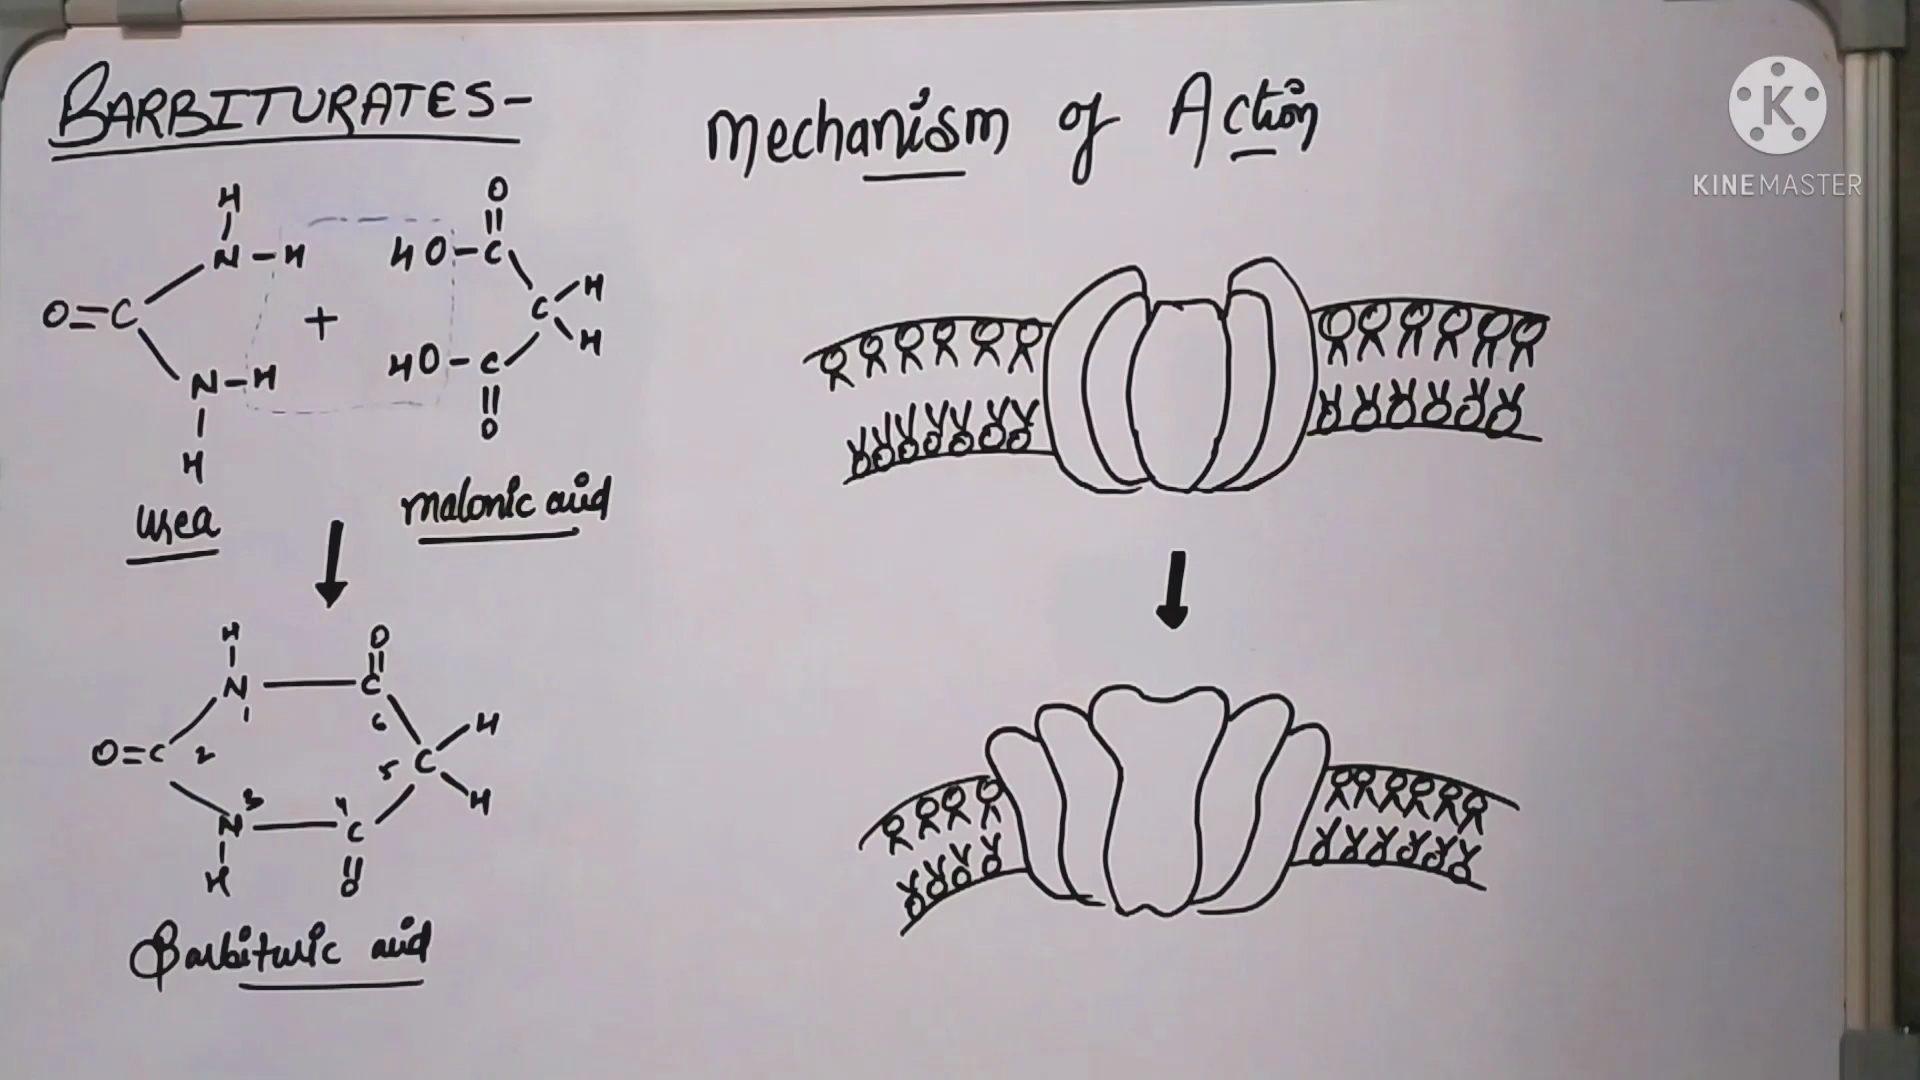 BARBITURATES-
H
N-H
O=C
N-H
H
urea
+
O
HO-C
C
H
H
HO-C
O
malonic acid
H
N
1
O
C
6
O=C
2
5
C
H
H
3
N
4
C
H
O
Barbituric acid
Mechanism of Action
K
KINEMASTER